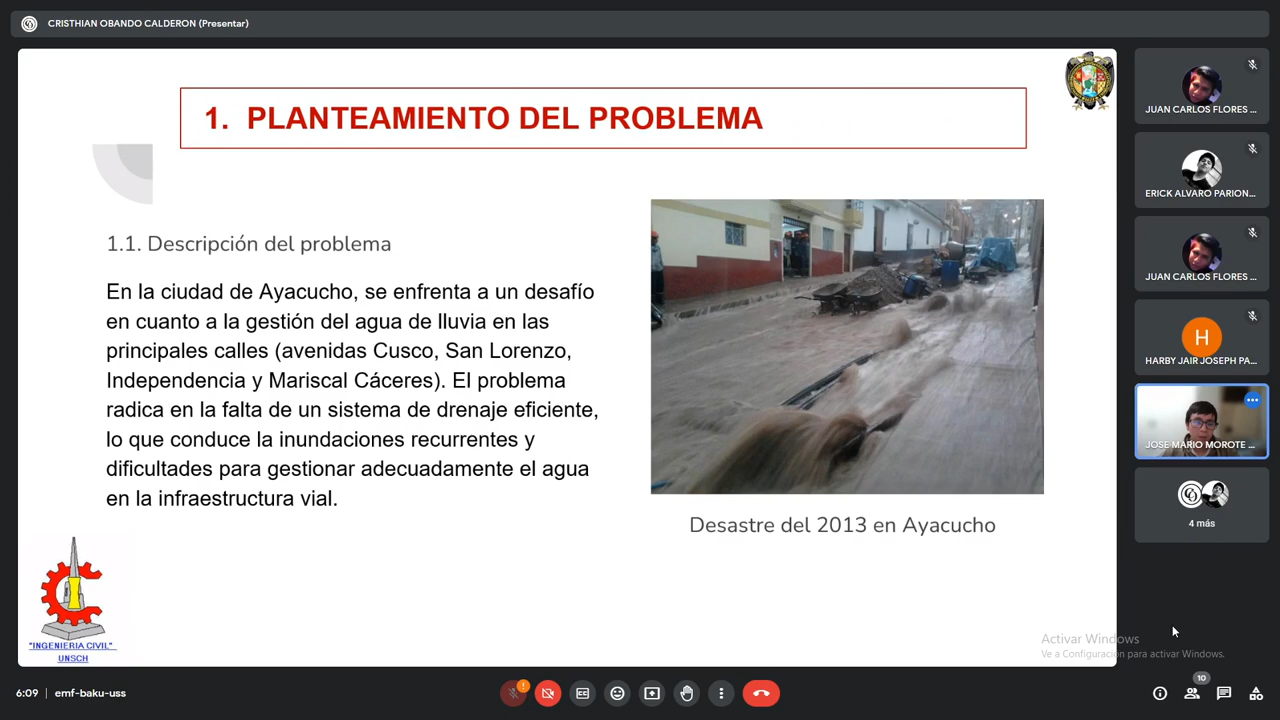 CRISTHIAN OBANDO CALDERON (Presentar)
1. PLANTEAMIENTO DEL PROBLEMA
1.1. Descripción del problema
En la ciudad de Ayacucho, se enfrenta a un desafío
en cuanto a la gestión del agua de lluvia en las
principales calles (avenidas Cusco, San Lorenzo,
Independencia y Mariscal Cáceres). El problema
radica en la falta de un sistema de drenaje eficiente,
lo que conduce la inundaciones recurrentes y
dificultades para gestionar adecuadamente el agua
en la infraestructura vial.
Desastre del 2013 en Ayacucho
"INGENIERIA CIVIL"
UNSCH
JUAN CARLOS FLORES ...
ERICK ALVARO PARION...
JUAN CARLOS FLORES ...
H
HARBY JAIR JOSEPH PA...
JOSE MARIO MOROTE ...
4 más
Activar Windows
Ve a Configuración para activar Windows.
6:09 | emf-baku-uss
10